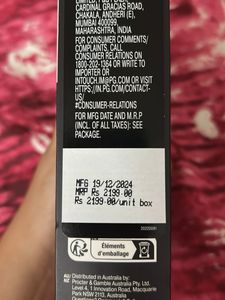 CARDINAL GRACIAS ROAD,
CHAKALA, ANDHERI (E),
MUMBAI 400099,
MAHARASHTRA, INDIA
FOR CONSUMER COMMENTS/
COMPLAINTS, CALL
CONSUMER RELATIONS ON
1800-202-1364 OR WRITE TO
IMPORTER OR
INTOUCH.IM@PG.COM OR VISIT
HTTPS://IN.PG.COM/CONTACT-
US/
#CONSUMER-RELATIONS
FOR MFG DATE AND M.R.P
(INCL. OF ALL TAXES): SEE
PACKAGE.
MFG 19/12/2024
MRP Rs 2199.00
Rs 2199.00/unit box
Éléments
d'emballage
AU Distributed in Australia by:
NZ Procter & Gamble Australia Pty. Ltd.
Level 4, 1 Innovation Road, Macquarie
Park NSW 2113, Australia